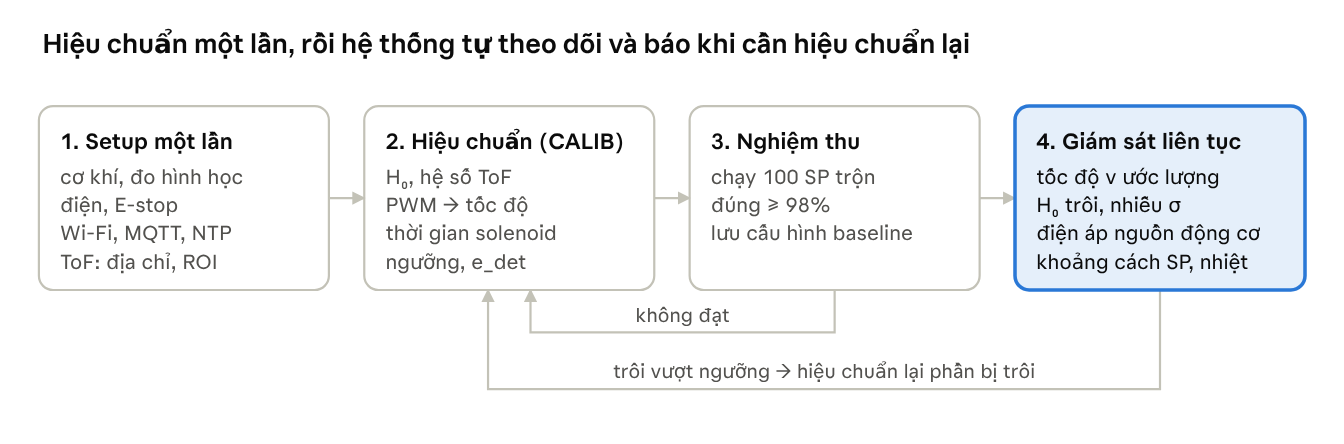 Hiệu chuẩn một lần, rồi hệ thống tự theo dõi và báo khi cần hiệu chuẩn lại
1. Setup một lần
cơ khí, đo hình học
điện, E-stop
Wi-Fi, MQTT, NTP
ToF: địa chỉ, ROI
2. Hiệu chuẩn (CALIB)
H₀, hệ số ToF
PWM → tốc độ
thời gian solenoid
ngưỡng, e_det
3. Nghiệm thu
chạy 100 SP trộn
đúng ≥ 98%
lưu cấu hình baseline
4. Giám sát liên tục
tốc độ v ước lượng
H₀ trôi, nhiễu σ
điện áp nguồn động cơ
khoảng cách SP, nhiệt
không đạt
trôi vượt ngưỡng → hiệu chuẩn lại phần bị trôi